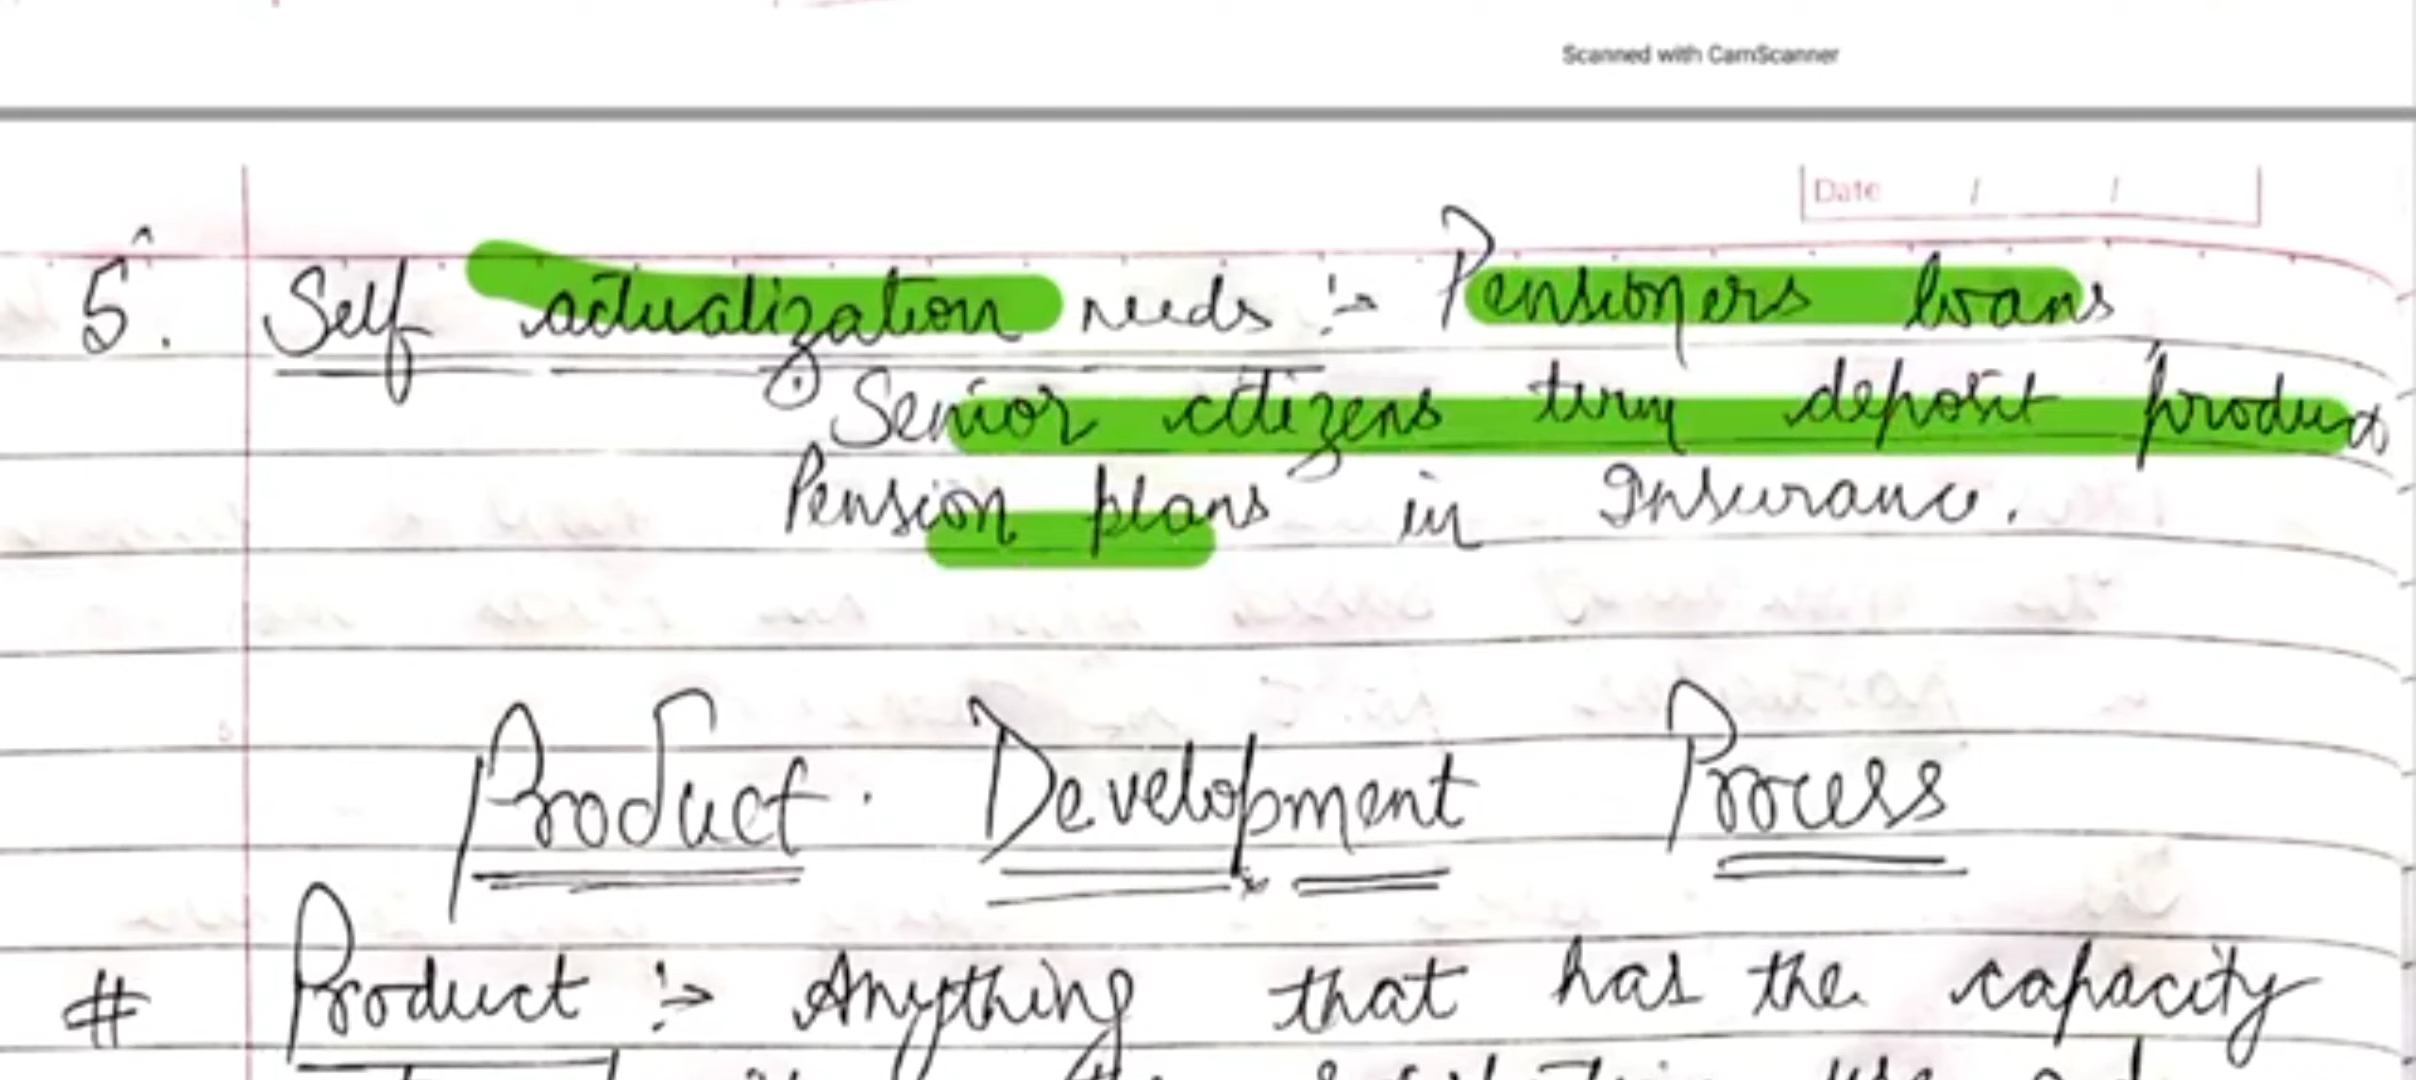 Scanned with CamScanner
Date / /
5. Self actualization needs :- Pensioners loans
Senior citizens term deposit products
Pension plans in Insurance.
Product Development Process
# Product :- Anything that has the capacity